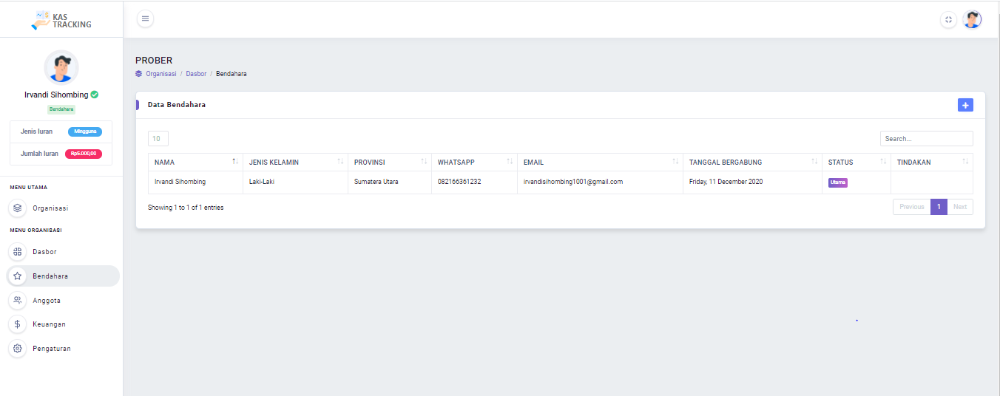 KAS
TRACKING
Irvandi Sihombing
Bendahara
Jenis Iuran Mingguna
Jumlah Iuran Rp5.000,00
MENU UTAMA
Organisasi
MENU ORGANISASI
Dasbor
Bendahara
Anggota
Keuangan
Pengaturan
PROBER
Organisasi / Dasbor / Bendahara
Data Bendahara
10
Search...
NAMA JENIS KELAMIN PROVINSI WHATSAPP EMAIL TANGGAL BERGABUNG STATUS TINDAKAN
Irvandi Sihombing Laki-Laki Sumatera Utara 082166361232 irvandisihombing1001@gmail.com Friday, 11 December 2020 Utama
Showing 1 to 1 of 1 entries
Previous 1 Next